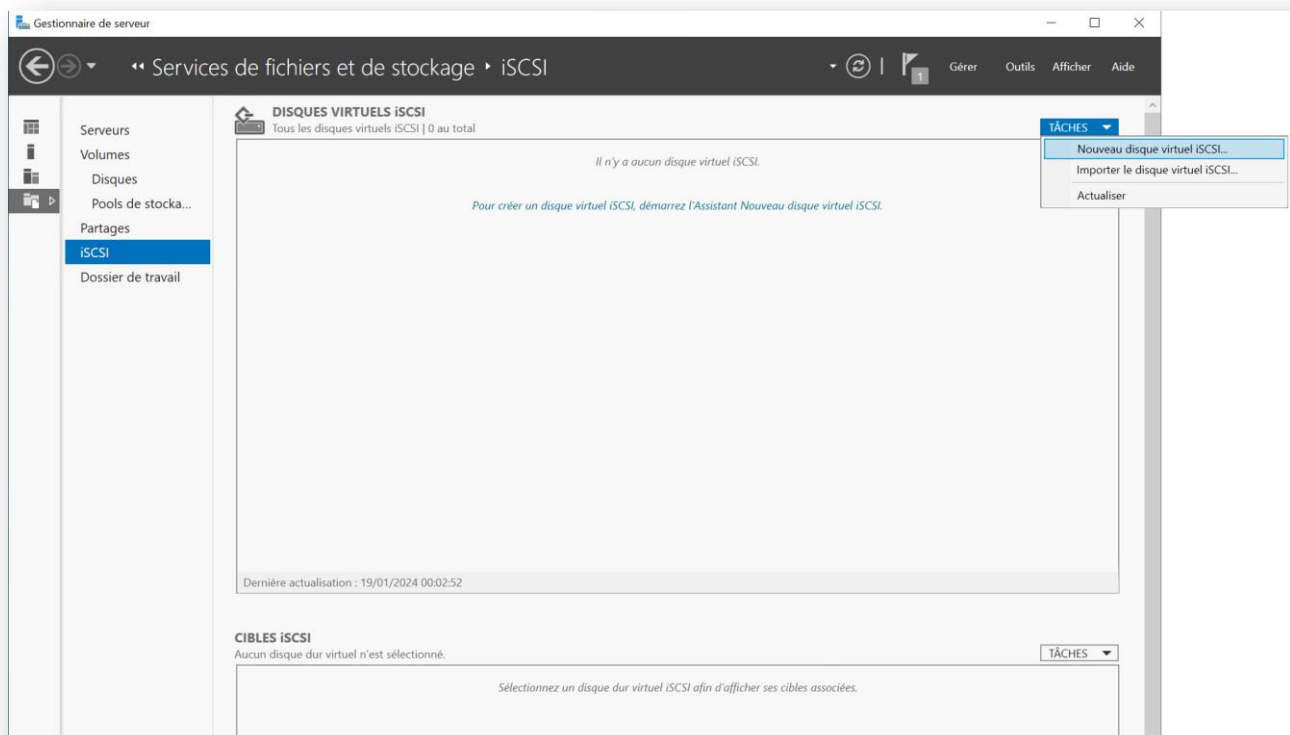 Gestionnaire de serveur
Services de fichiers et de stockage ‣ iSCSI
1
Gérer
Outils
Afficher
Aide
Serveurs
Volumes
Disques
Pools de stocka...
Partages
iSCSI
Dossier de travail
DISQUES VIRTUELS iSCSI
Tous les disques virtuels iSCSI | 0 au total
TÂCHES
Nouveau disque virtuel iSCSI...
Importer le disque virtuel iSCSI...
Actualiser
Il n'y a aucun disque virtuel iSCSI.
Pour créer un disque virtuel iSCSI, démarrez l'Assistant Nouveau disque virtuel iSCSI.
Dernière actualisation : 19/01/2024 00:02:52
CIBLES iSCSI
Aucun disque dur virtuel n'est sélectionné.
TÂCHES
Sélectionnez un disque dur virtuel iSCSI afin d'afficher ses cibles associées.